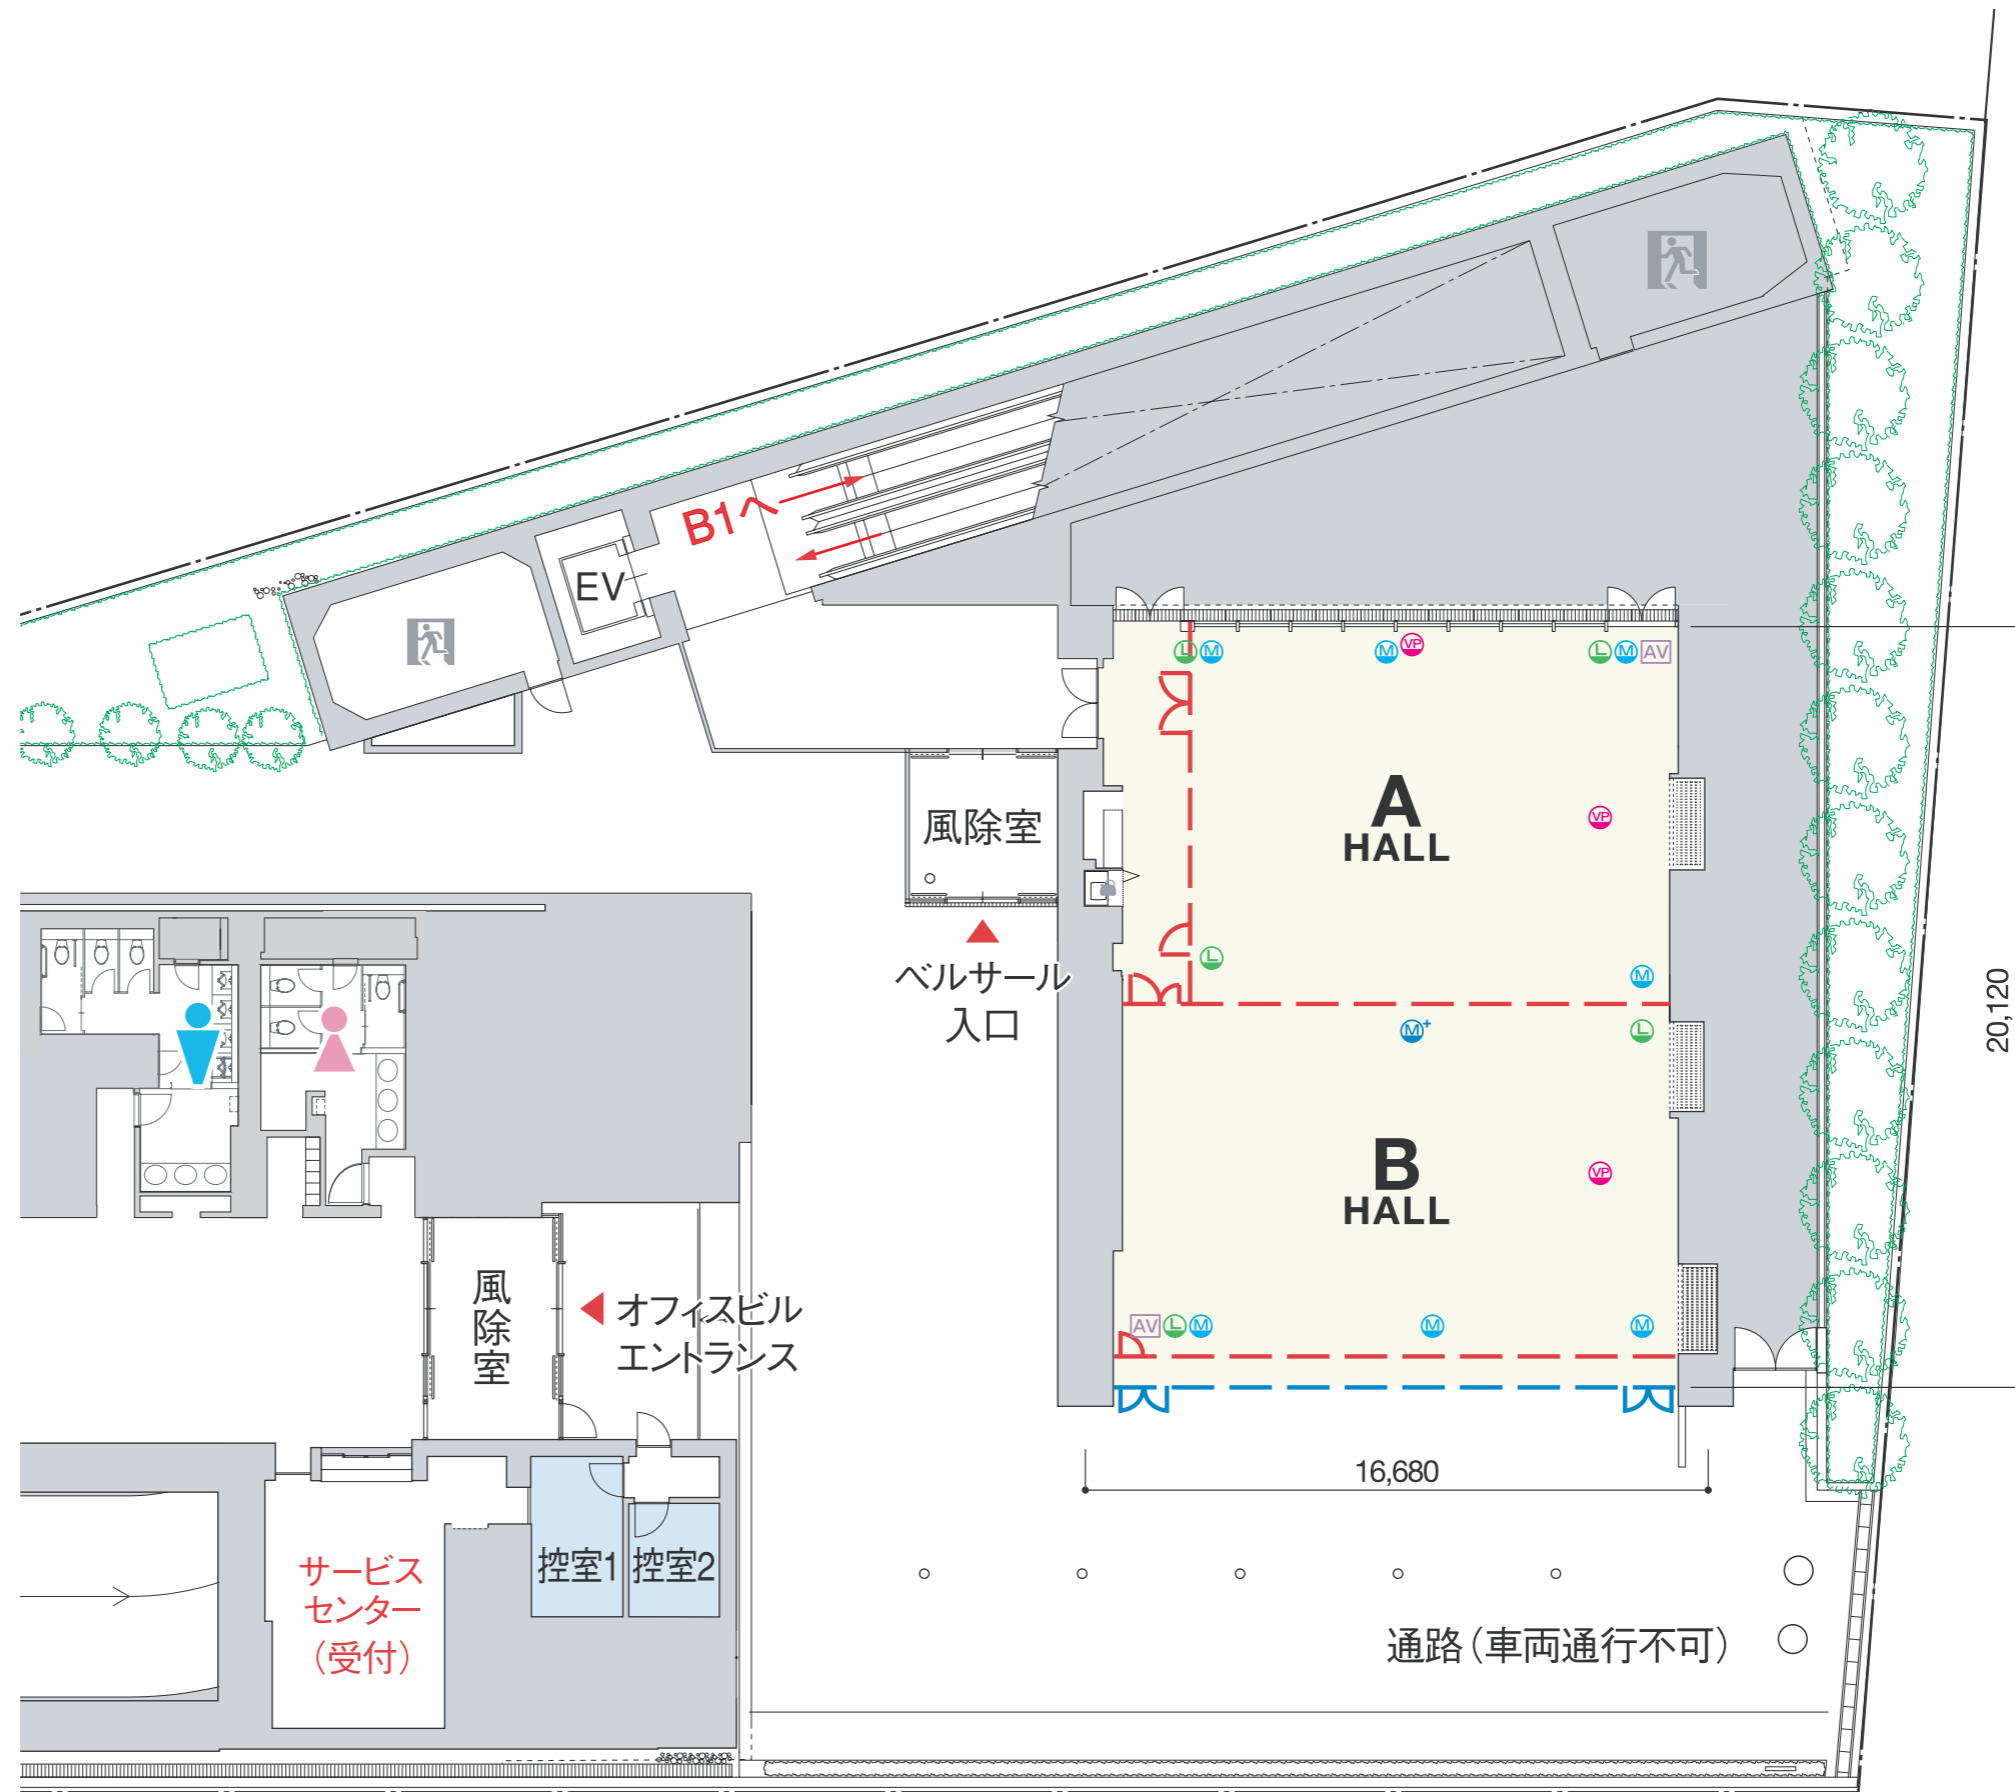 B1へ
EV
L
M
M
VP
L
M
AV
風除室
A
HALL
VP
ベルサール
入口
L
M
M+
L
20,120
B
HALL
VP
風除室
オフィスビル
エントランス
AV
L
M
M
M
16,680
控室1
控室2
サービス
センター
（受付）
通路（車両通行不可）